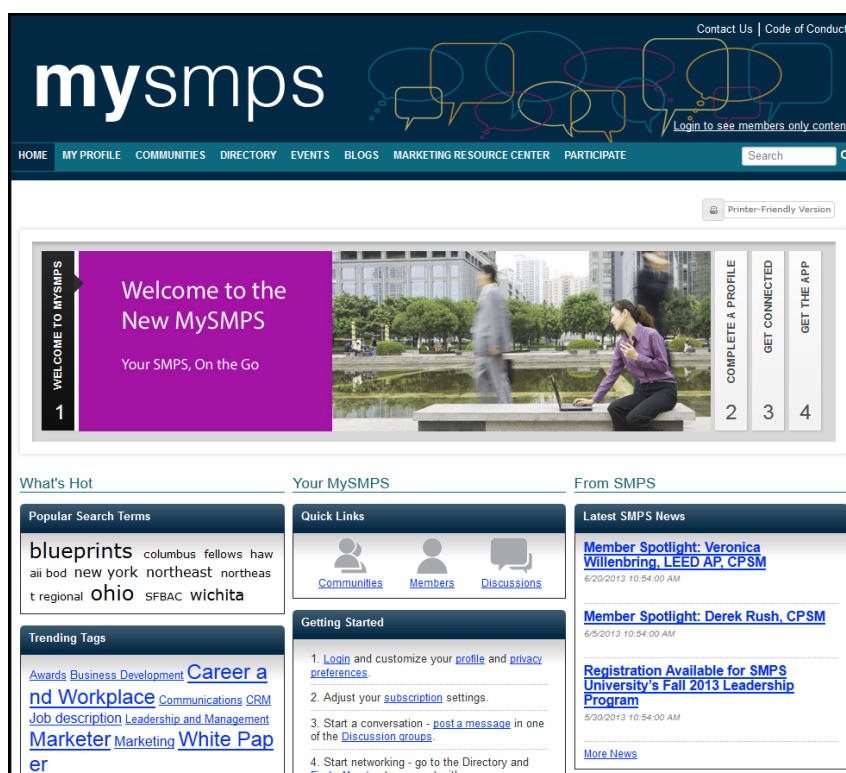 Contact Us | Code of Conduct
mysmps
Login to see members only conten
HOME MY PROFILE COMMUNITIES DIRECTORY EVENTS BLOGS MARKETING RESOURCE CENTER PARTICIPATE Search
Printer-Friendly Version
WELCOME TO MYSMPS
1
Welcome to the
New MySMPS
Your SMPS, On the Go
COMPLETE A PROFILE
2
GET CONNECTED
3
GET THE APP
4
What's Hot
Popular Search Terms
blueprints columbus fellows haw
aii bod new york northeast northeas
t regional ohio SFBAC wichita
Trending Tags
Awards Business Development Career a
nd Workplace Communications CRM
Job description Leadership and Management
Marketer Marketing White Pap
er
Your MySMPS
Quick Links
Communities Members Discussions
Getting Started
1. Login and customize your profile and privacy
preferences.
2. Adjust your subscription settings.
3. Start a conversation - post a message in one
of the Discussion groups.
4. Start networking - go to the Directory and
From SMPS
Latest SMPS News
Member Spotlight: Veronica
Willenbring, LEED AP, CPSM
6/20/2013 10:54:00 AM
Member Spotlight: Derek Rush, CPSM
6/5/2013 10:54:00 AM
Registration Available for SMPS
University's Fall 2013 Leadership
Program
5/30/2013 10:54:00 AM
More News